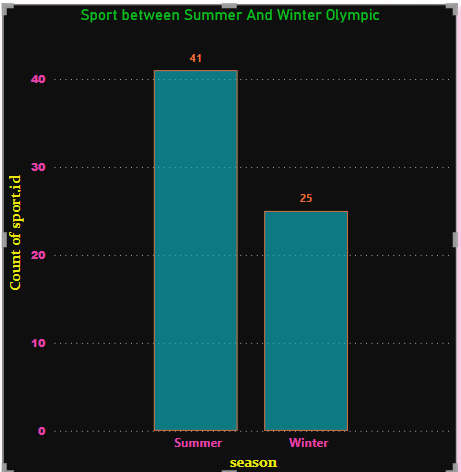 Sport between Summer And Winter Olympic
41
40
30
25
20
10
0
Count of sport.id
Summer
Winter
season